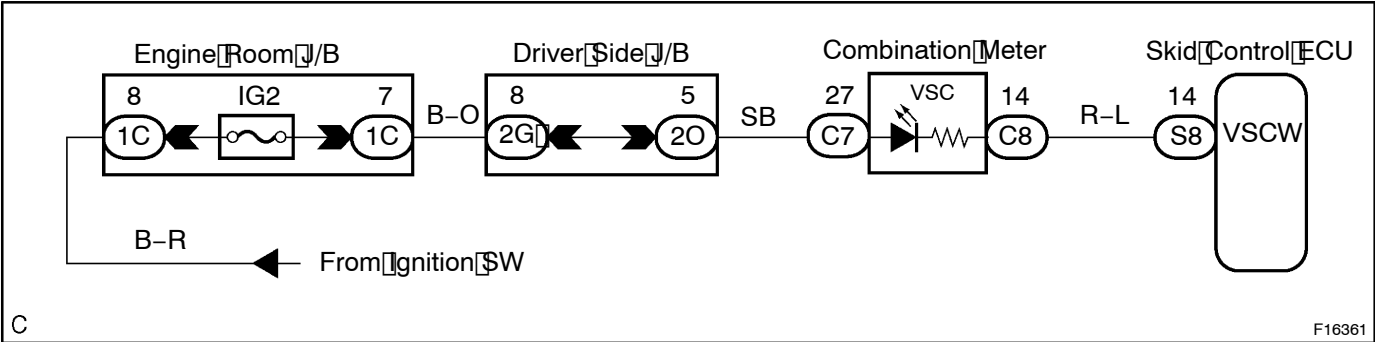 Engine Room J/B
Driver Side J/B
Combination Meter
Skid Control ECU
8
IG2
7
8
5
27
VSC
14
14
1C
1C
B–O
2G
2O
SB
C7
C8
R–L
S8
VSCW
B–R
From Ignition SW
C
F16361